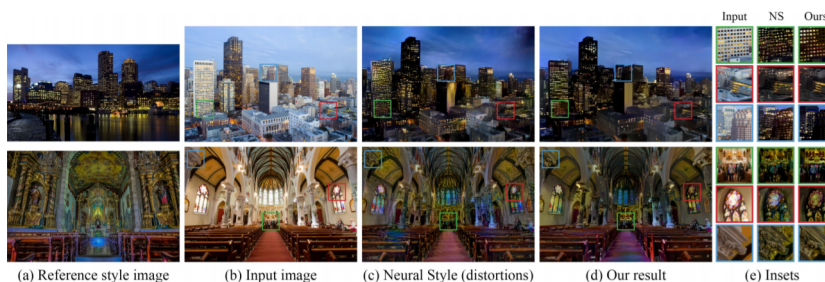 Input NS Ours
(a) Reference style image (b) Input image (c) Neural Style (distortions) (d) Our result (e) Insets